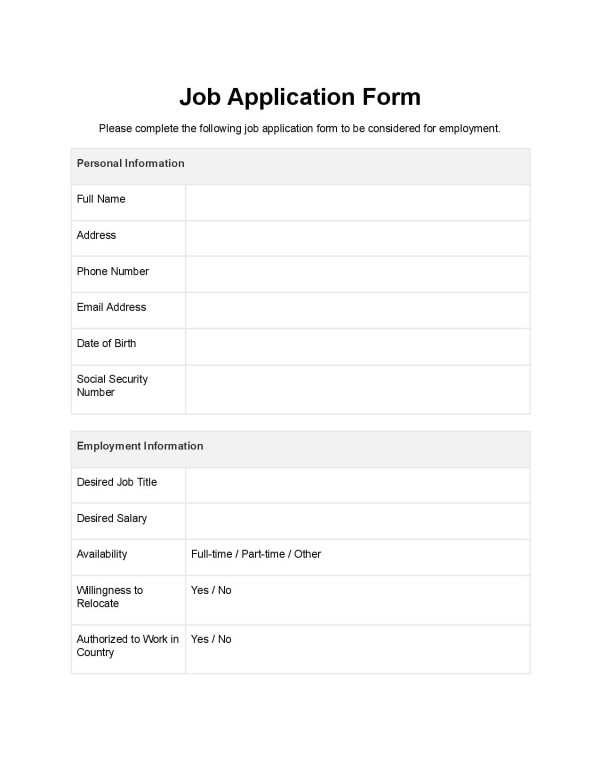 Job Application Form
Please complete the following job application form to be considered for employment.
Personal Information
Full Name
Address
Phone Number
Email Address
Date of Birth
Social Security
Number
Employment Information
Desired Job Title
Desired Salary
Availability
Full-time / Part-time / Other
Willingness to
Relocate
Yes / No
Authorized to Work in
Country
Yes / No